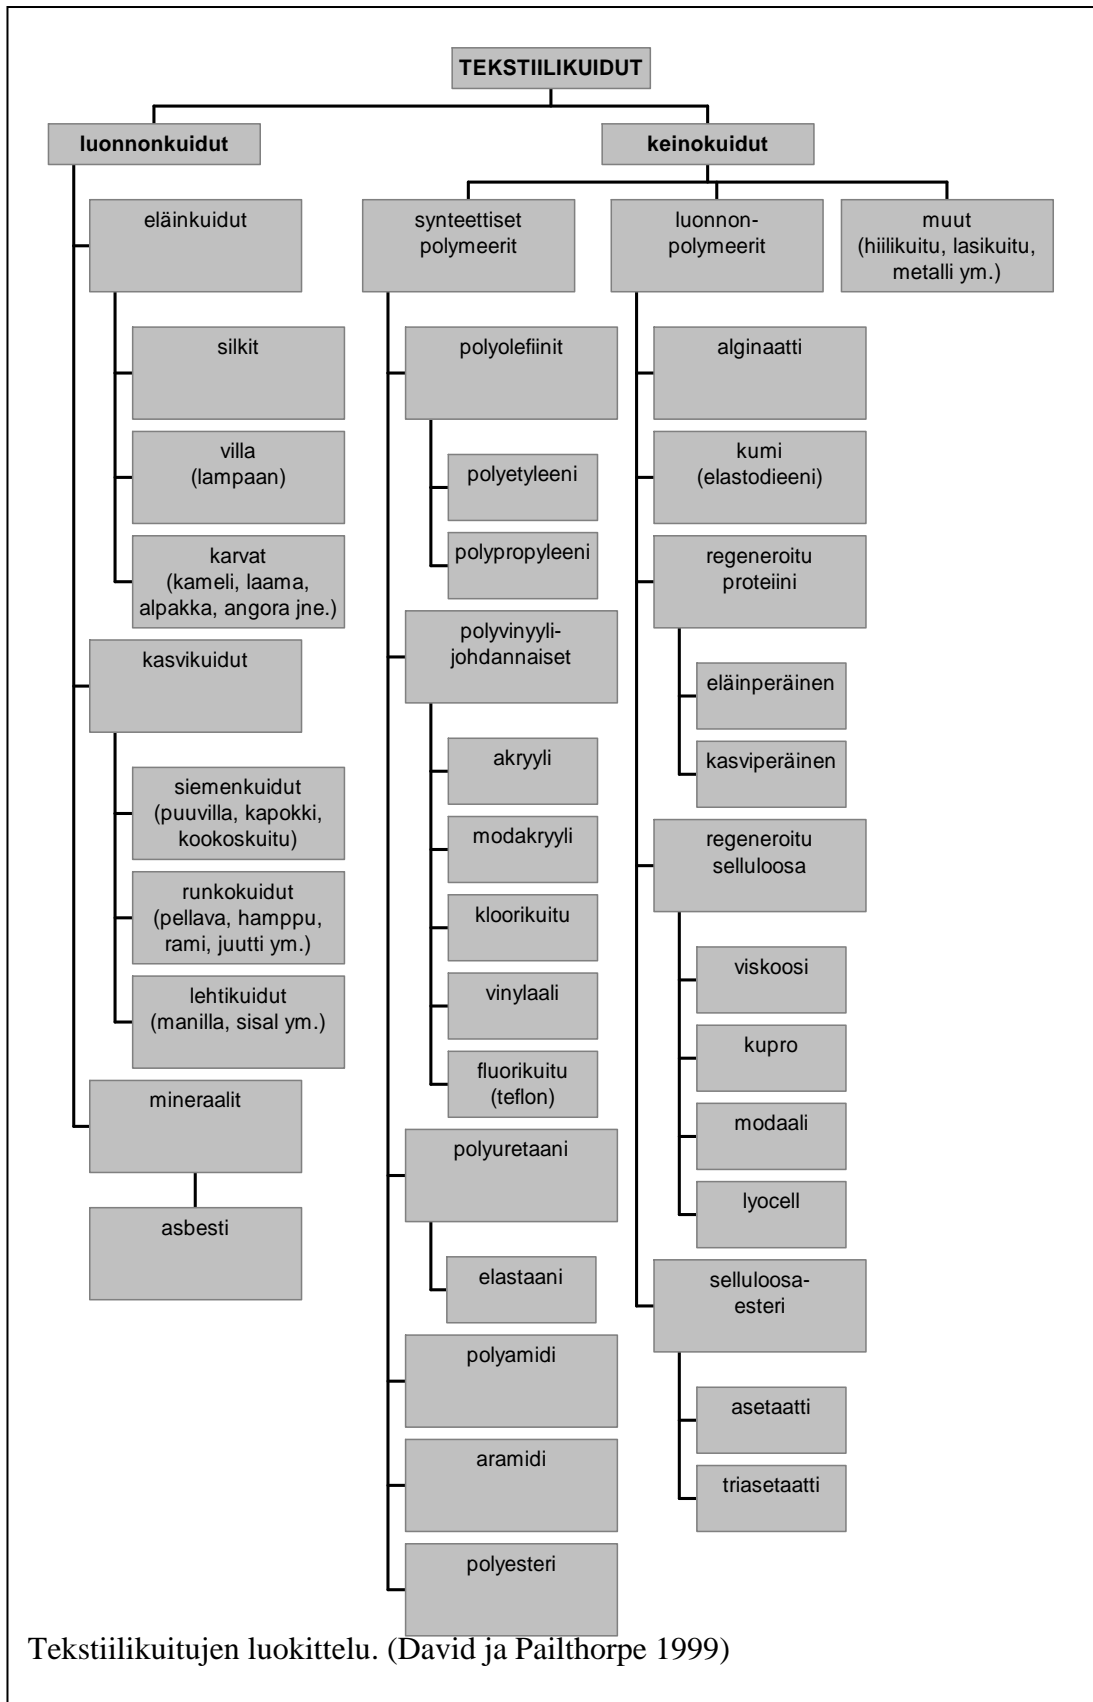 TEKSTIILIKUIDUT
luonnonkuidut
eläinkuidut
silkit
villa
(lampaan)
karvat
(kameli, laama,
alpakka, angora jne.)
kasvikuidut
siemenkuidut
(puuvilla, kapokki,
kookoskuitu)
runkokuidut
(pellava, hamppu,
rami, juutti ym.)
lehtikuidut
(manilla, sisal ym.)
mineraalit
asbesti
keinokuidut
synteettiset
polymeerit
polyolefiinit
polyetyleeni
polypropyleeni
polyvinyyli-
johdannaiset
akryyli
modakryyli
kloorikuitu
vinylaali
fluorikuitu
(teflon)
polyuretaani
elastaani
polyamidi
aramidi
polyesteri
luonnon-
polymeerit
alginaatti
kumi
(elastodieeni)
regeneroitu
proteiini
eläinperäinen
kasviperäinen
regeneroitu
selluloosa
viskoosi
kupro
modaali
lyocell
selluloosa-
esteri
asetaatti
triasetaatti
muut
(hiilikuitu, lasikuitu,
metalli ym.)
Tekstiilikuitujen luokittelu. (David ja Pailthorpe 1999)